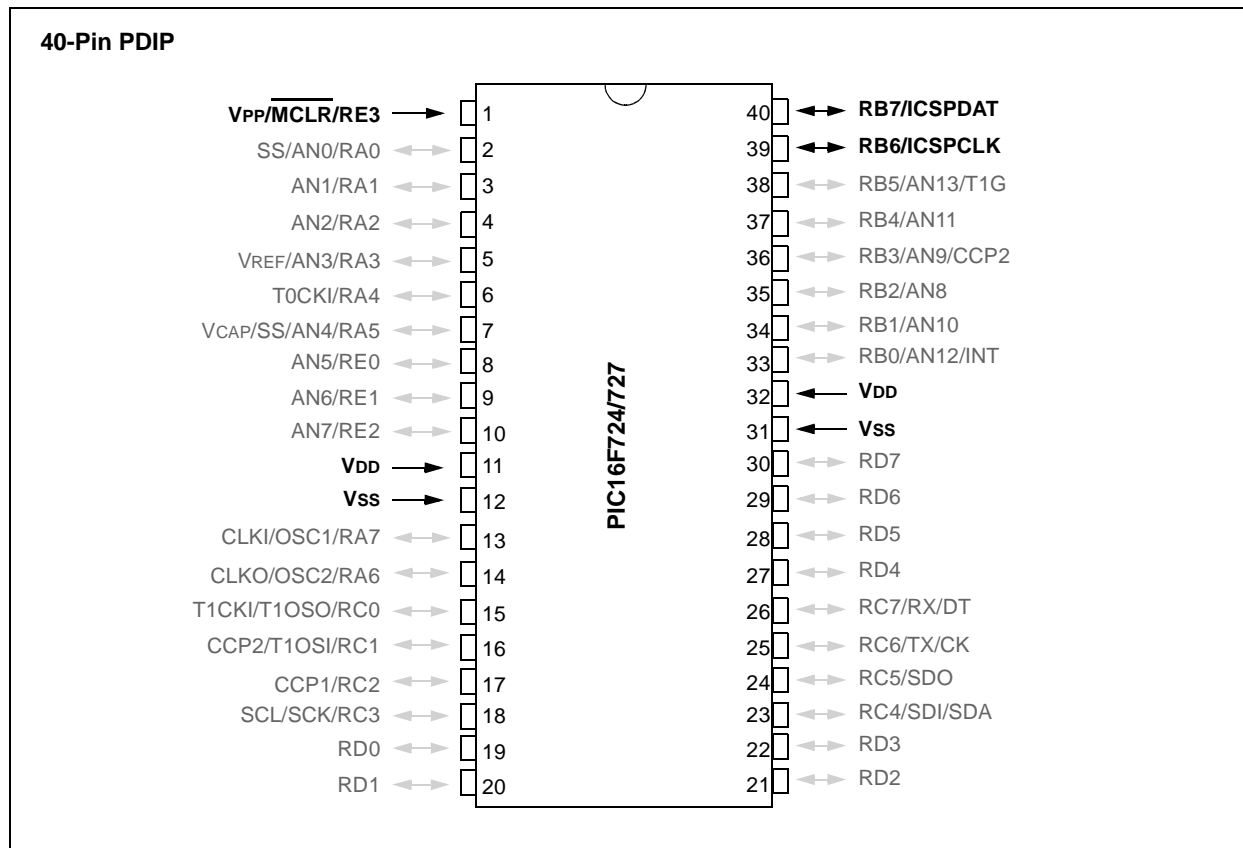 40-Pin PDIP
VPP/MCLR/RE3 1
SS/AN0/RA0 2
AN1/RA1 3
AN2/RA2 4
VREF/AN3/RA3 5
T0CKI/RA4 6
VCAP/SS/AN4/RA5 7
AN5/RE0 8
AN6/RE1 9
AN7/RE2 10
VDD 11
VSS 12
CLKI/OSC1/RA7 13
CLKO/OSC2/RA6 14
T1CKI/T1OSO/RC0 15
CCP2/T1OSI/RC1 16
CCP1/RC2 17
SCL/SCK/RC3 18
RD0 19
RD1 20
PIC16F724/727
40 RB7/ICSPDAT
39 RB6/ICSPCLK
38 RB5/AN13/T1G
37 RB4/AN11
36 RB3/AN9/CCP2
35 RB2/AN8
34 RB1/AN10
33 RB0/AN12/INT
32 VDD
31 VSS
30 RD7
29 RD6
28 RD5
27 RD4
26 RC7/RX/DT
25 RC6/TX/CK
24 RC5/SDO
23 RC4/SDI/SDA
22 RD3
21 RD2